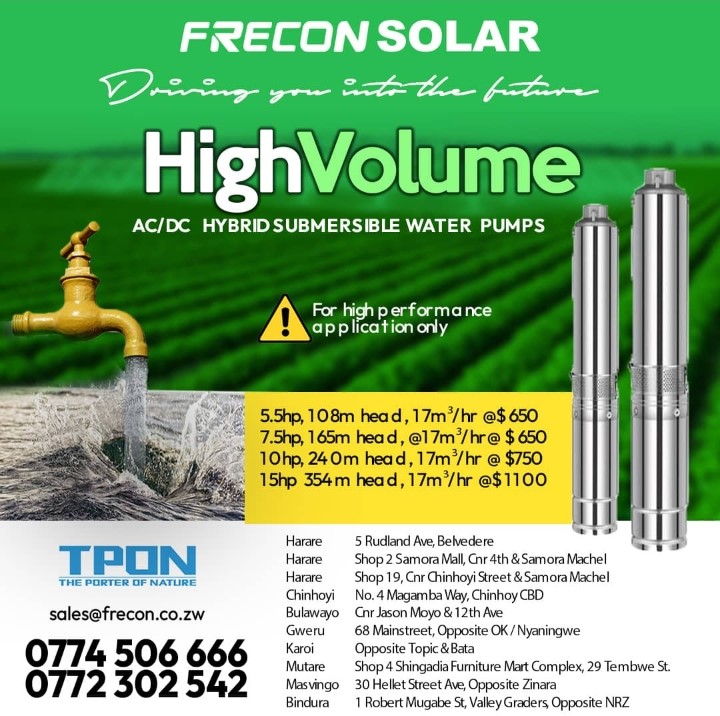 FRECON SOLAR
Driving you into the future
HighVolume
AC/DC HYBRID SUBMERSIBLE WATER PUMPS
For high performance
application only
5.5hp, 108m head, 17m³/hr @$650
7.5hp, 165m head, @17m³/hr@ $650
10hp, 240m head, 17m³/hr @ $750
15hp 354m head, 17m³/hr @$1100
TPON
THE PORTER OF NATURE
sales@frecon.co.zw
0774 506 666
0772 302 542
Harare 5 Rudland Ave, Belvedere
Harare Shop 2 Samora Mall, Cnr 4th & Samora Machel
Harare Shop 19, Cnr Chinhoyi Street & Samora Machel
Chinhoyi No. 4 Magamba Way, Chinhoy CBD
Bulawayo Cnr Jason Moyo & 12th Ave
Gweru 68 Mainstreet, Opposite OK / Nyaningwe
Karoi Opposite Topic & Bata
Mutare Shop 4 Shingadia Furniture Mart Complex, 29 Tembwe St.
Masvingo 30 Hellet Street Ave, Opposite Zinara
Bindura 1 Robert Mugabe St, Valley Graders, Opposite NRZ